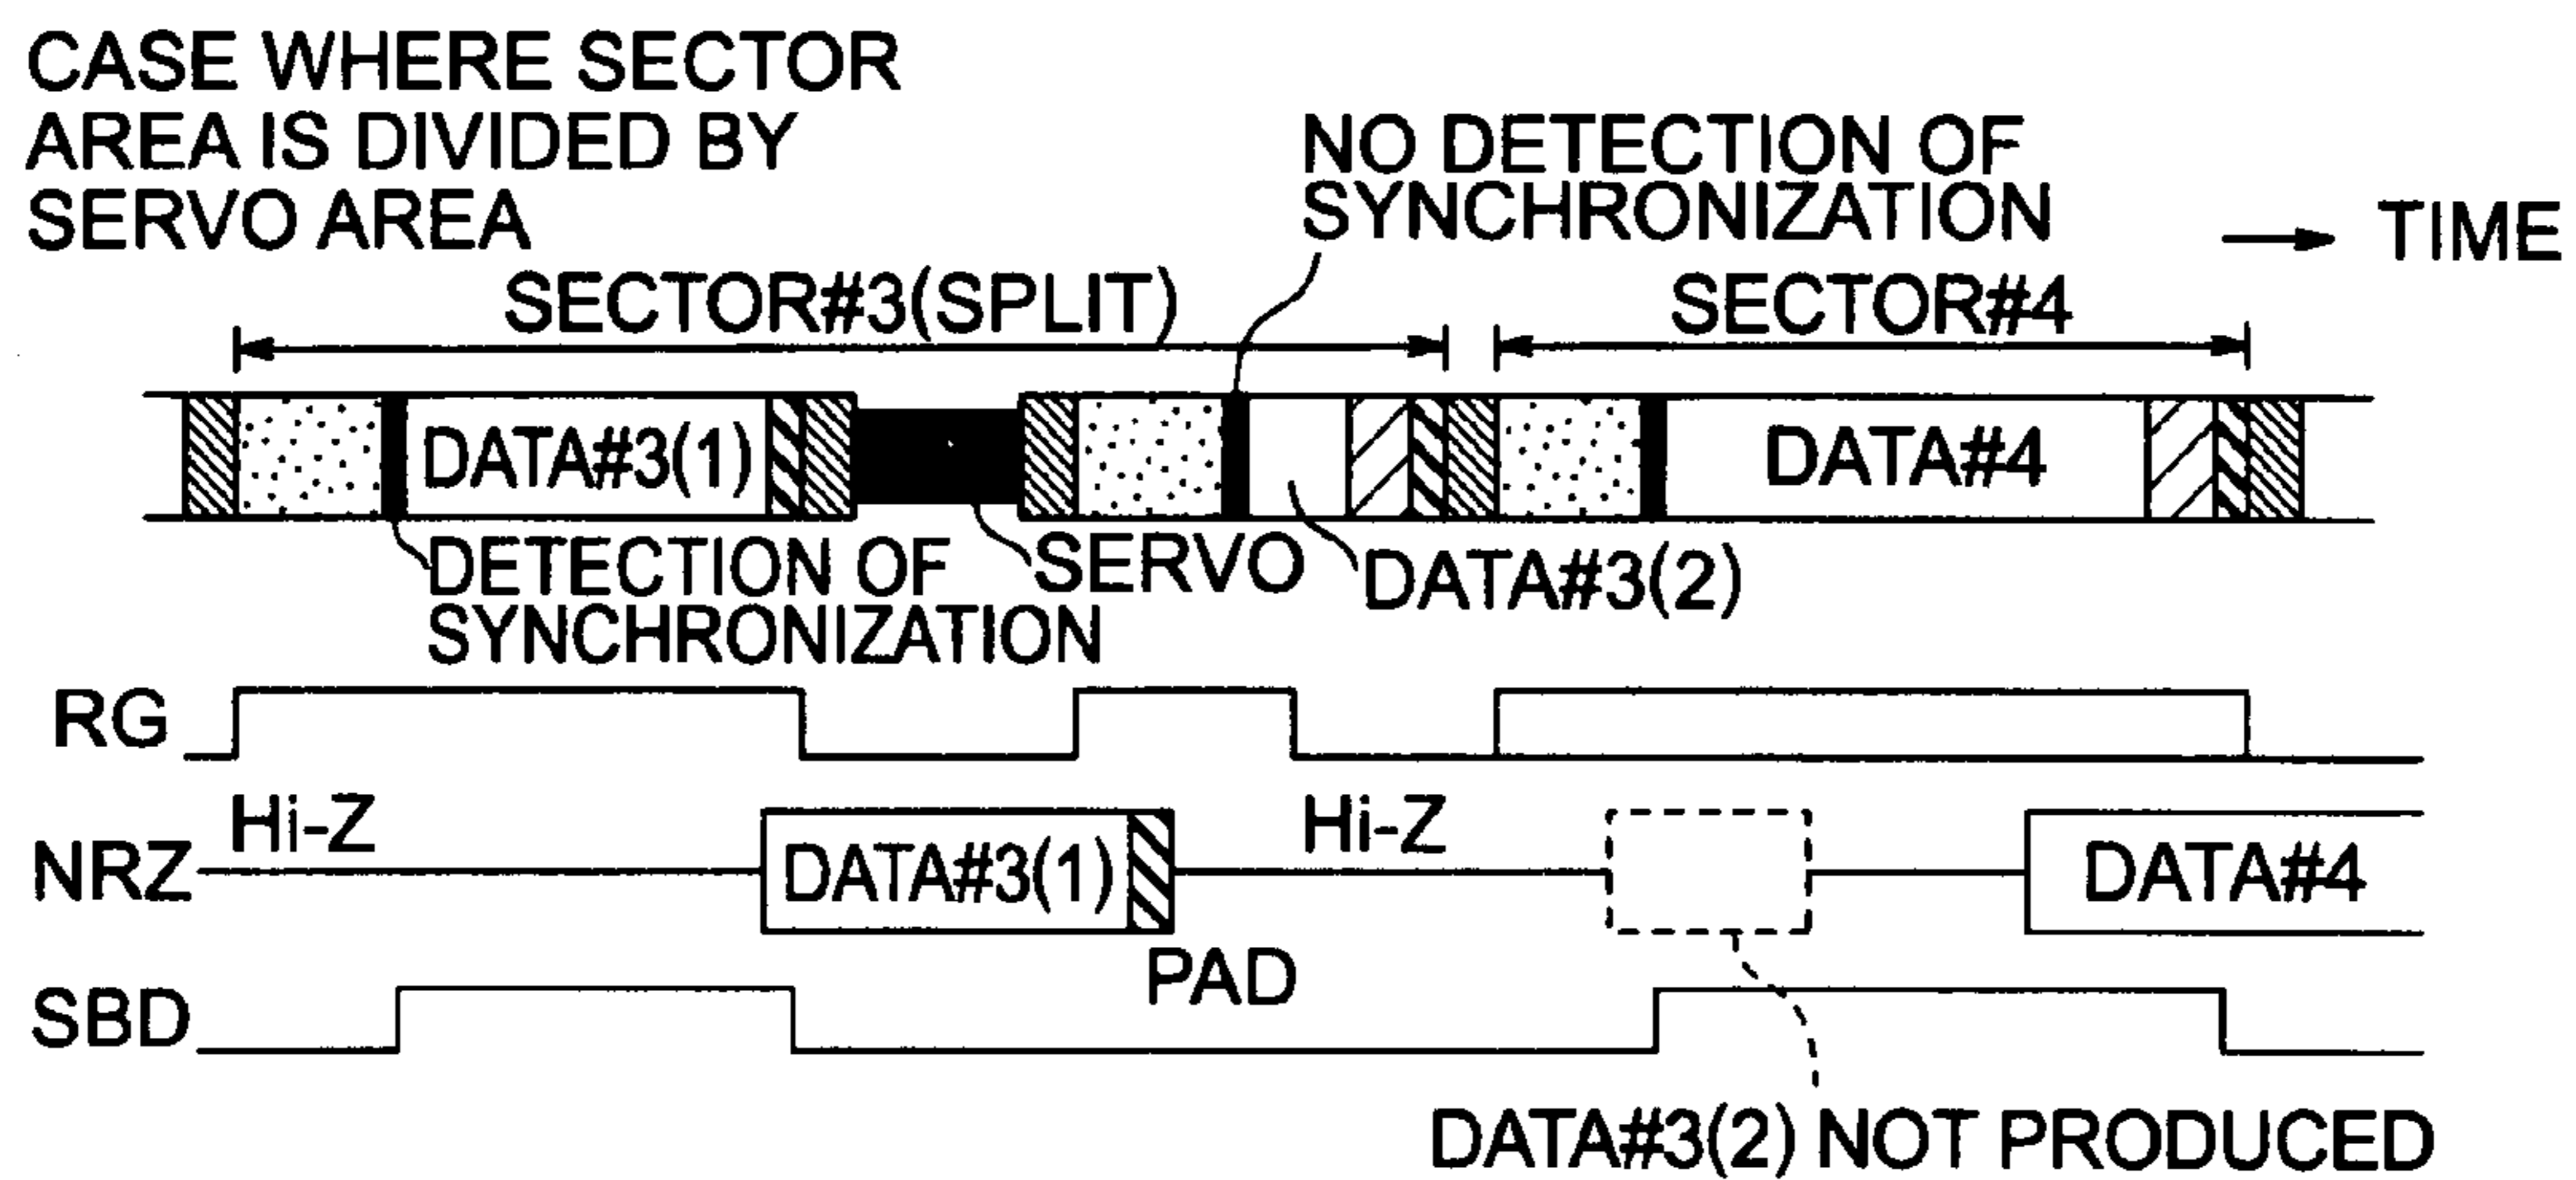 CASE WHERE SECTOR
AREA IS DIVIDED BY
SERVO AREA
NO DETECTION OF
SYNCHRONIZATION
TIME
SECTOR#3(SPLIT)
SECTOR#4
DATA#3(1)
DATA#4
DETECTION OF
SYNCHRONIZATION
SERVO
DATA#3(2)
RG
Hi-Z
Hi-Z
NRZ
DATA#3(1)
DATA#4
PAD
SBD
DATA#3(2) NOT PRODUCED